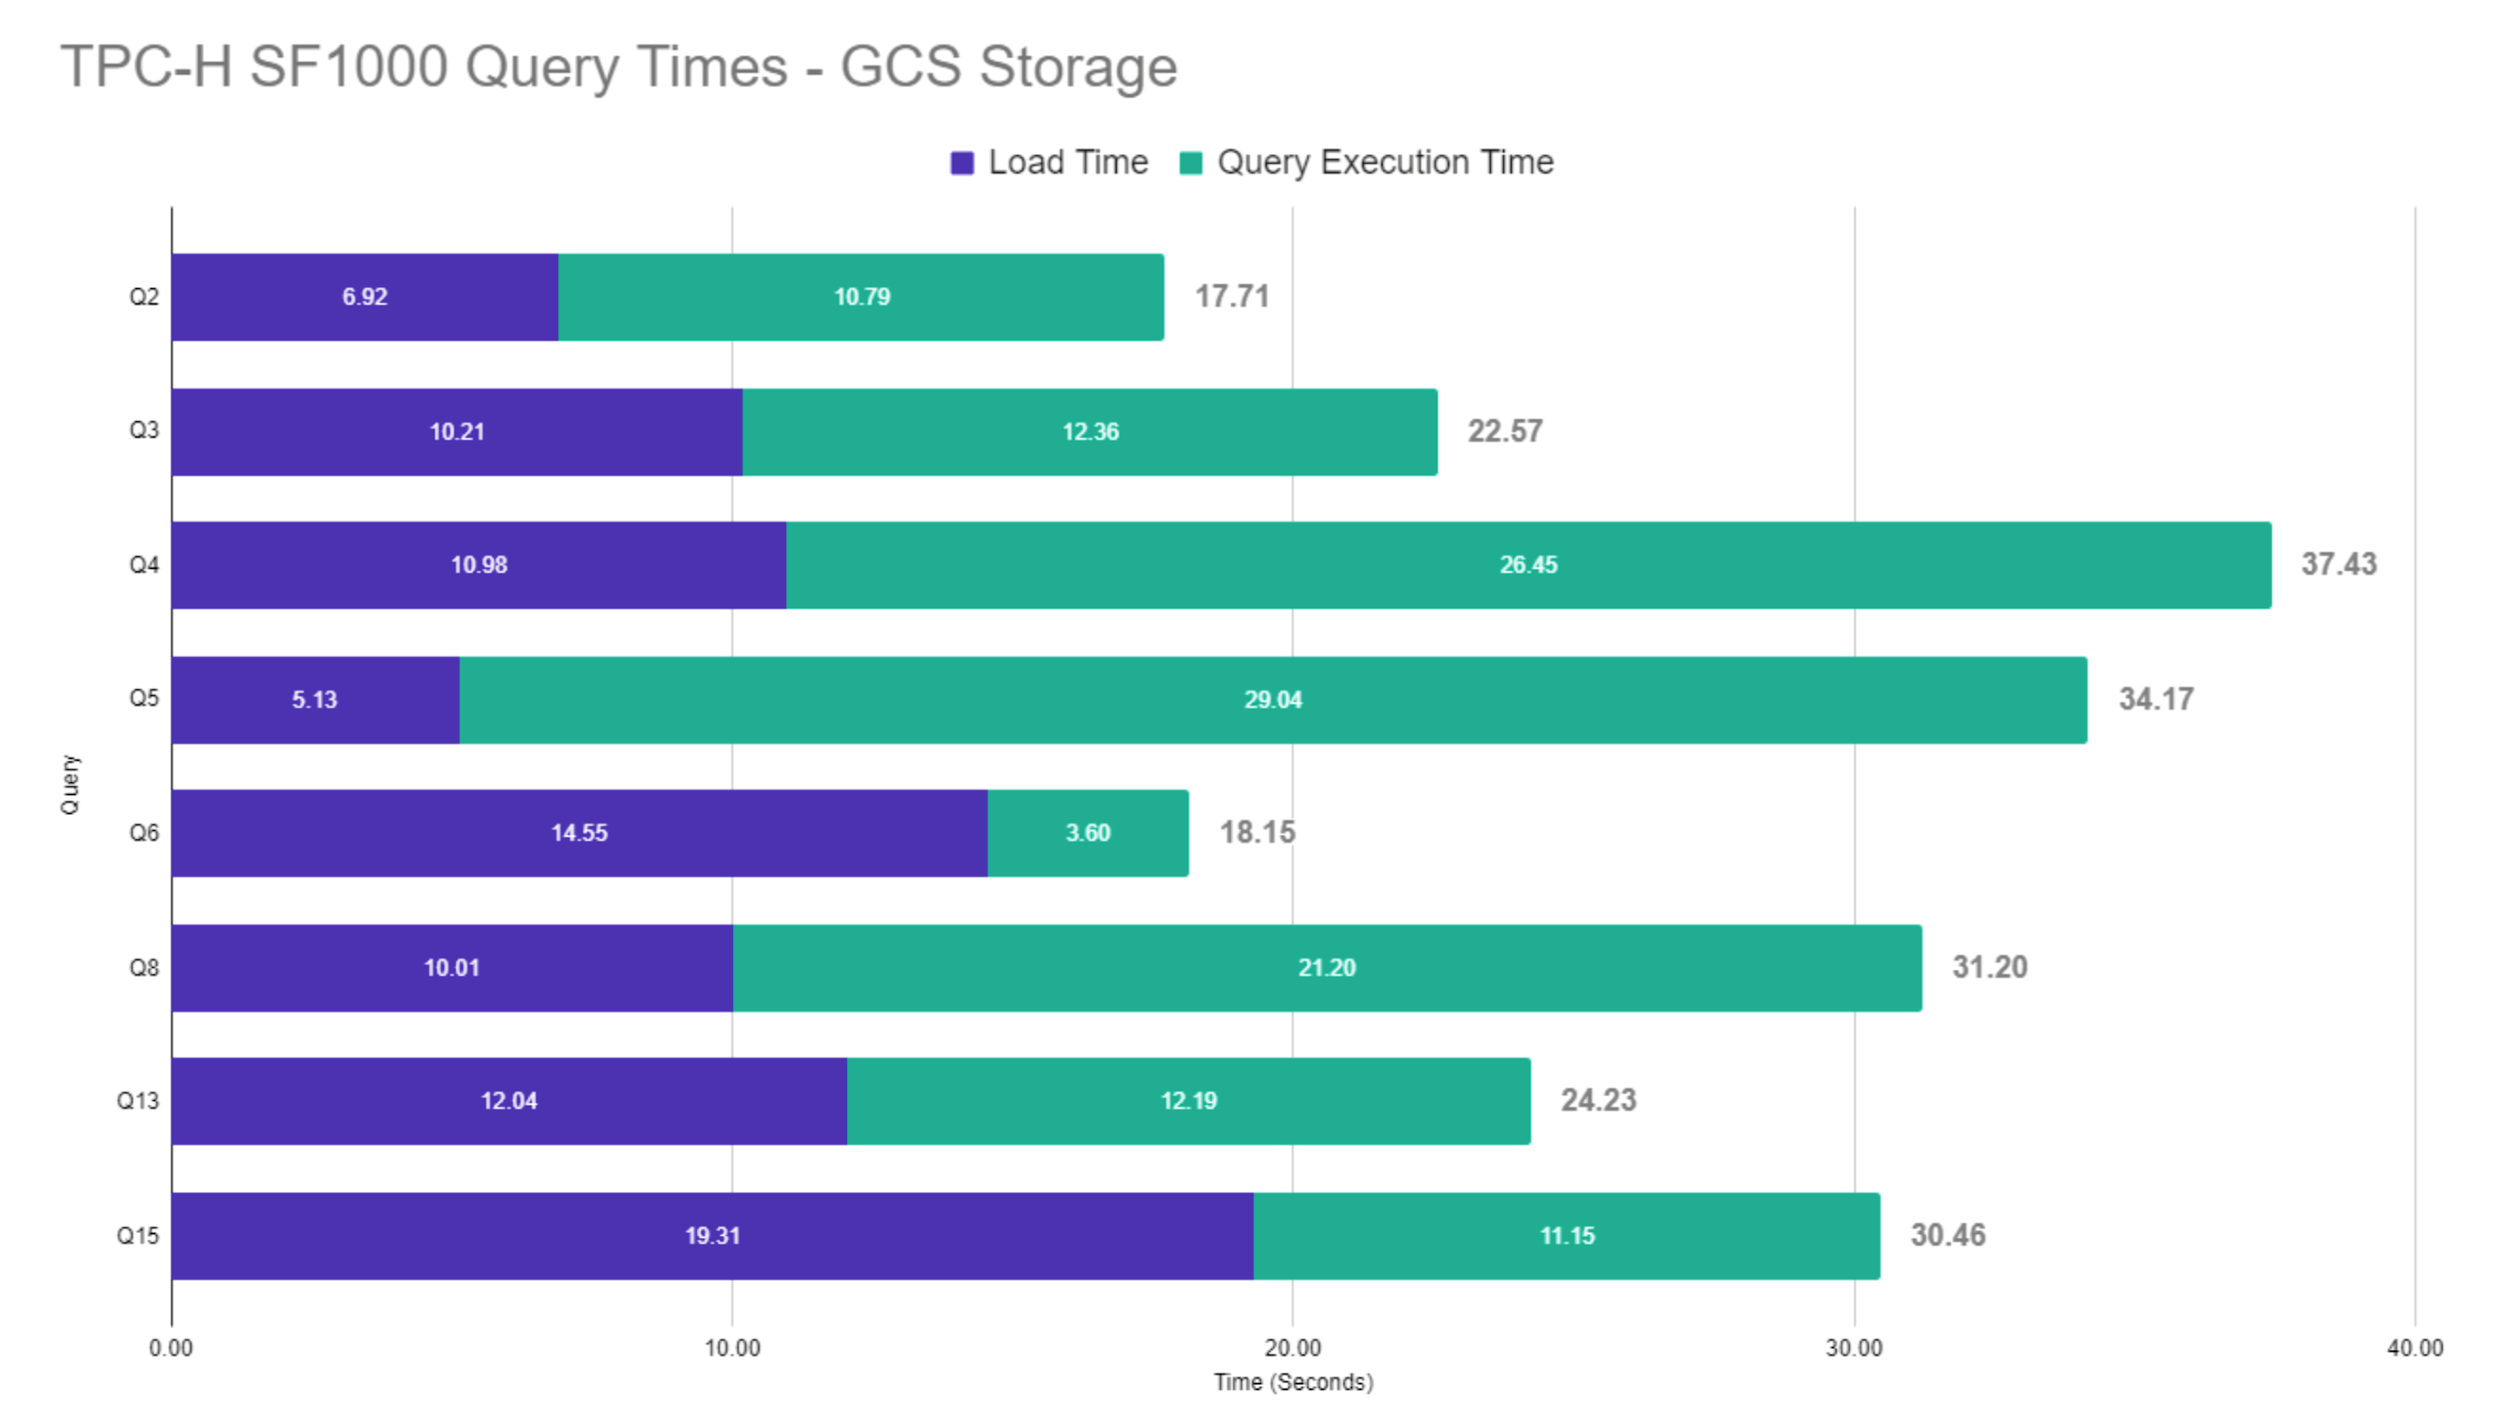 TPC-H SF1000 Query Times - GCS Storage
Load Time Query Execution Time
Q2 6.92 10.79 17.71
Q3 10.21 12.36 22.57
Q4 10.98 26.45 37.43
Q5 5.13 29.04 34.17
Query
Q6 14.55 3.60 18.15
Q8 10.01 21.20 31.20
Q13 12.04 12.19 24.23
Q15 19.31 11.15 30.46
0.00 10.00 20.00 30.00 40.00
Time (Seconds)